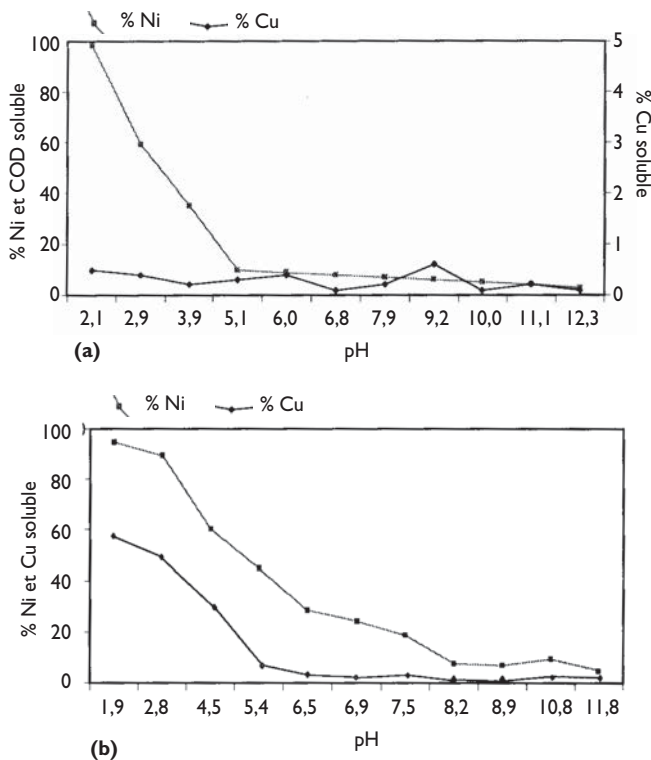 % Ni % Cu
100 5
80 4
60 3
40 2
20 1
0 0
% Ni et COD soluble
% Cu soluble
2,1 2,9 3,9 5,1 6,0 6,8 7,9 9,2 10,0 11,1 12,3
(a) pH
% Ni % Cu
100
80
60
40
20
0
% Ni et Cu soluble
1,9 2,8 4,5 5,4 6,5 6,9 7,5 8,2 8,9 10,8 11,8
pH
(b)